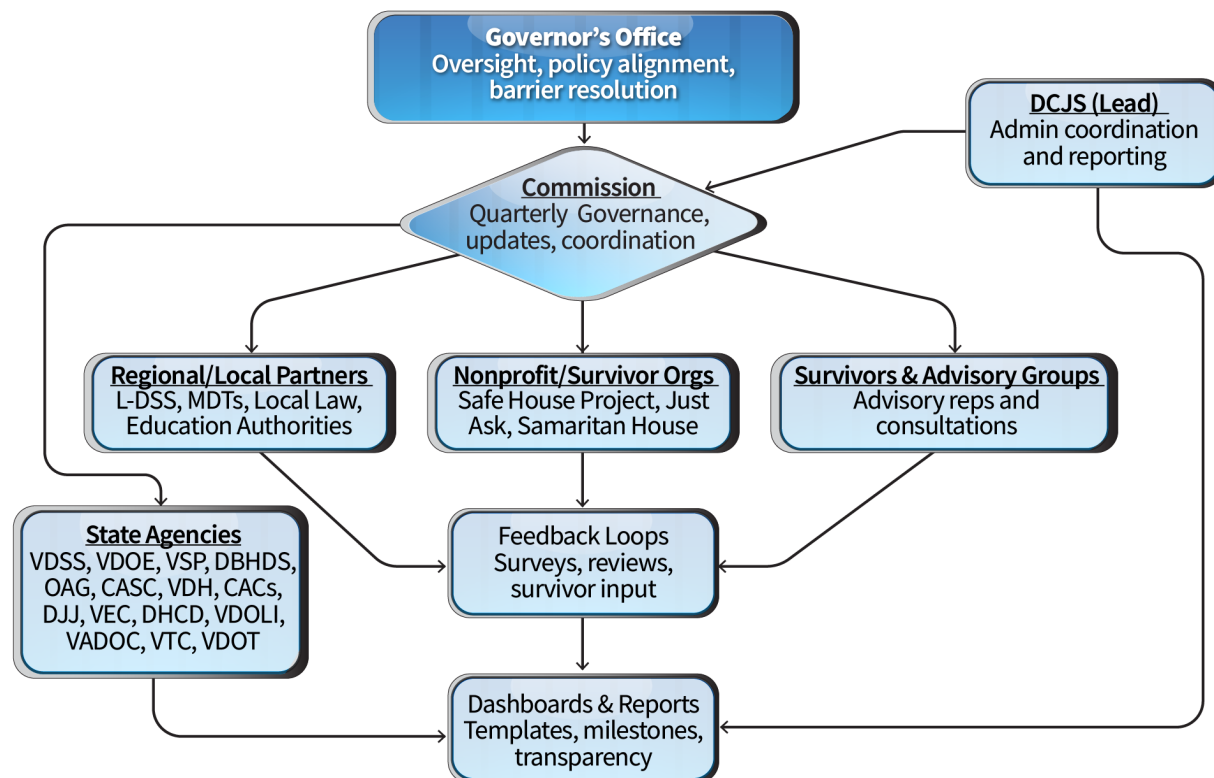 Governor’s Office
Oversight, policy alignment,
barrier resolution
DCJS (Lead)
Admin coordination
and reporting
Commission
Quarterly Governance,
updates, coordination
Regional/Local Partners
L-DSS, MDTs, Local Law,
Education Authorities
Nonprofit/Survivor Orgs
Safe House Project, Just
Ask, Samaritan House
Survivors & Advisory Groups
Advisory reps and
consultations
State Agencies
VDSS, VDOE, VSP, DBHDS,
OAG, CASC, VDH, CACs,
DJJ, VEC, DHCD, VDOLI,
VADOC, VTC, VDOT
Feedback Loops
Surveys, reviews,
survivor input
Dashboards & Reports
Templates, milestones,
transparency